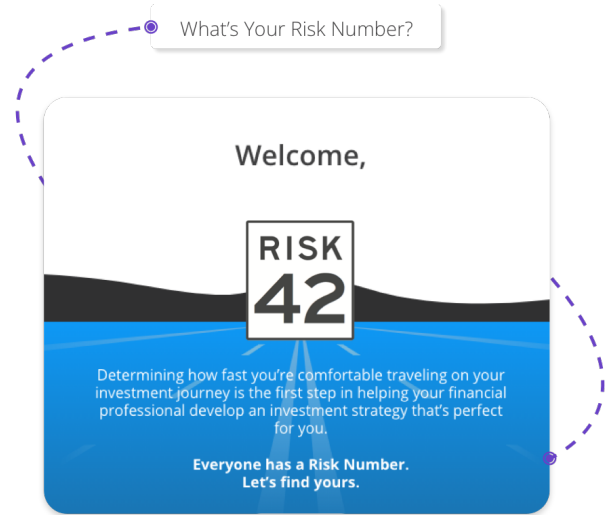 What's Your Risk Number?
Welcome,
RISK
42
Determining how fast you're comfortable traveling on your
investment journey is the first step in helping your financial
professional develop an investment strategy that's perfect
for you.
Everyone has a Risk Number.
Let's find yours.